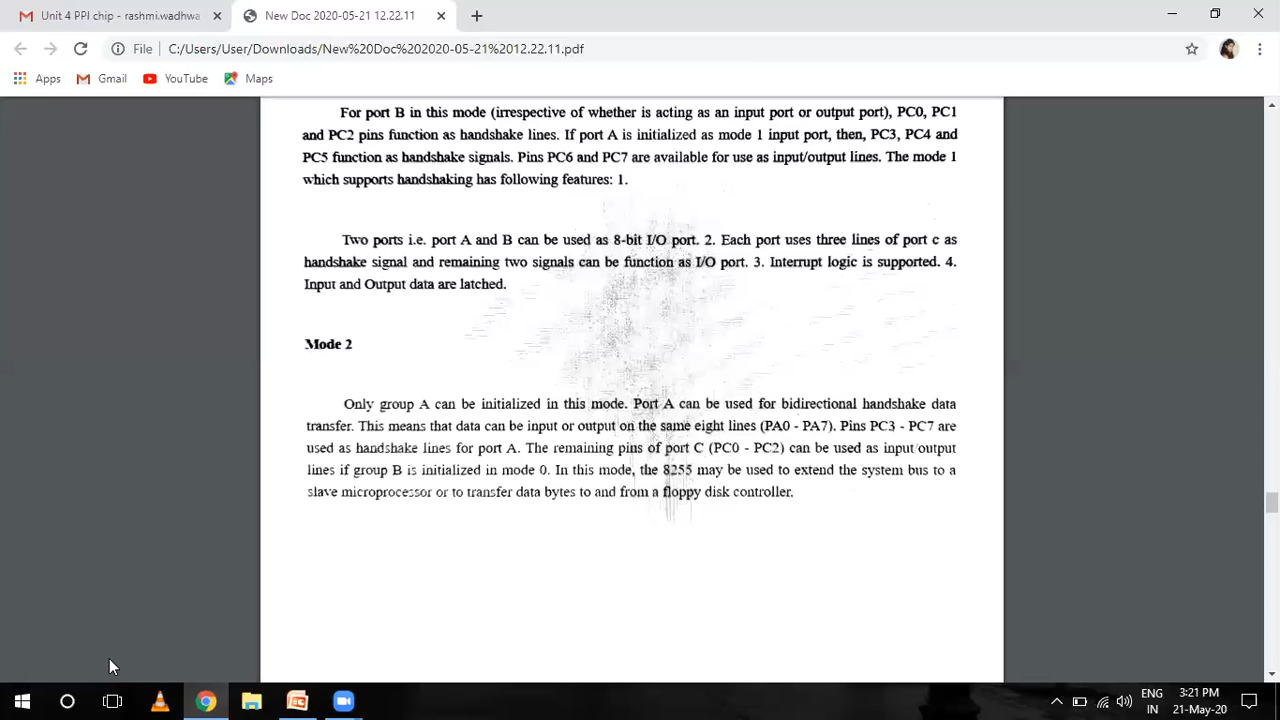 Unit 4 PPI chip - rashmi.wadhwa
New Doc 2020-05-21 12.22.11
File
C:/Users/User/Downloads/New%20Doc%202020-05-21%2012.22.11.pdf
Apps
Gmail
YouTube
Maps
For port B in this mode (irrespective of whether is acting as an input port or output port), PC0, PC1
and PC2 pins function as handshake lines. If port A is initialized as mode 1 input port, then, PC3, PC4 and
PC5 function as handshake signals. Pins PC6 and PC7 are available for use as input/output lines. The mode 1
which supports handshaking has following features: 1.
Two ports i.e. port A and B can be used as 8-bit I/O port. 2. Each port uses three lines of port c as
handshake signal and remaining two signals can be function as I/O port. 3. Interrupt logic is supported. 4.
Input and Output data are latched.
Mode 2
Only group A can be initialized in this mode. Port A can be used for bidirectional handshake data
transfer. This means that data can be input or output on the same eight lines (PA0 - PA7). Pins PC3 - PC7 are
used as handshake lines for port A. The remaining pins of port C (PC0 - PC2) can be used as input/output
lines if group B is initialized in mode 0. In this mode, the 8255 may be used to extend the system bus to a
slave microprocessor or to transfer data bytes to and from a floppy disk controller.
ENG
IN
3:21 PM
21-May-20